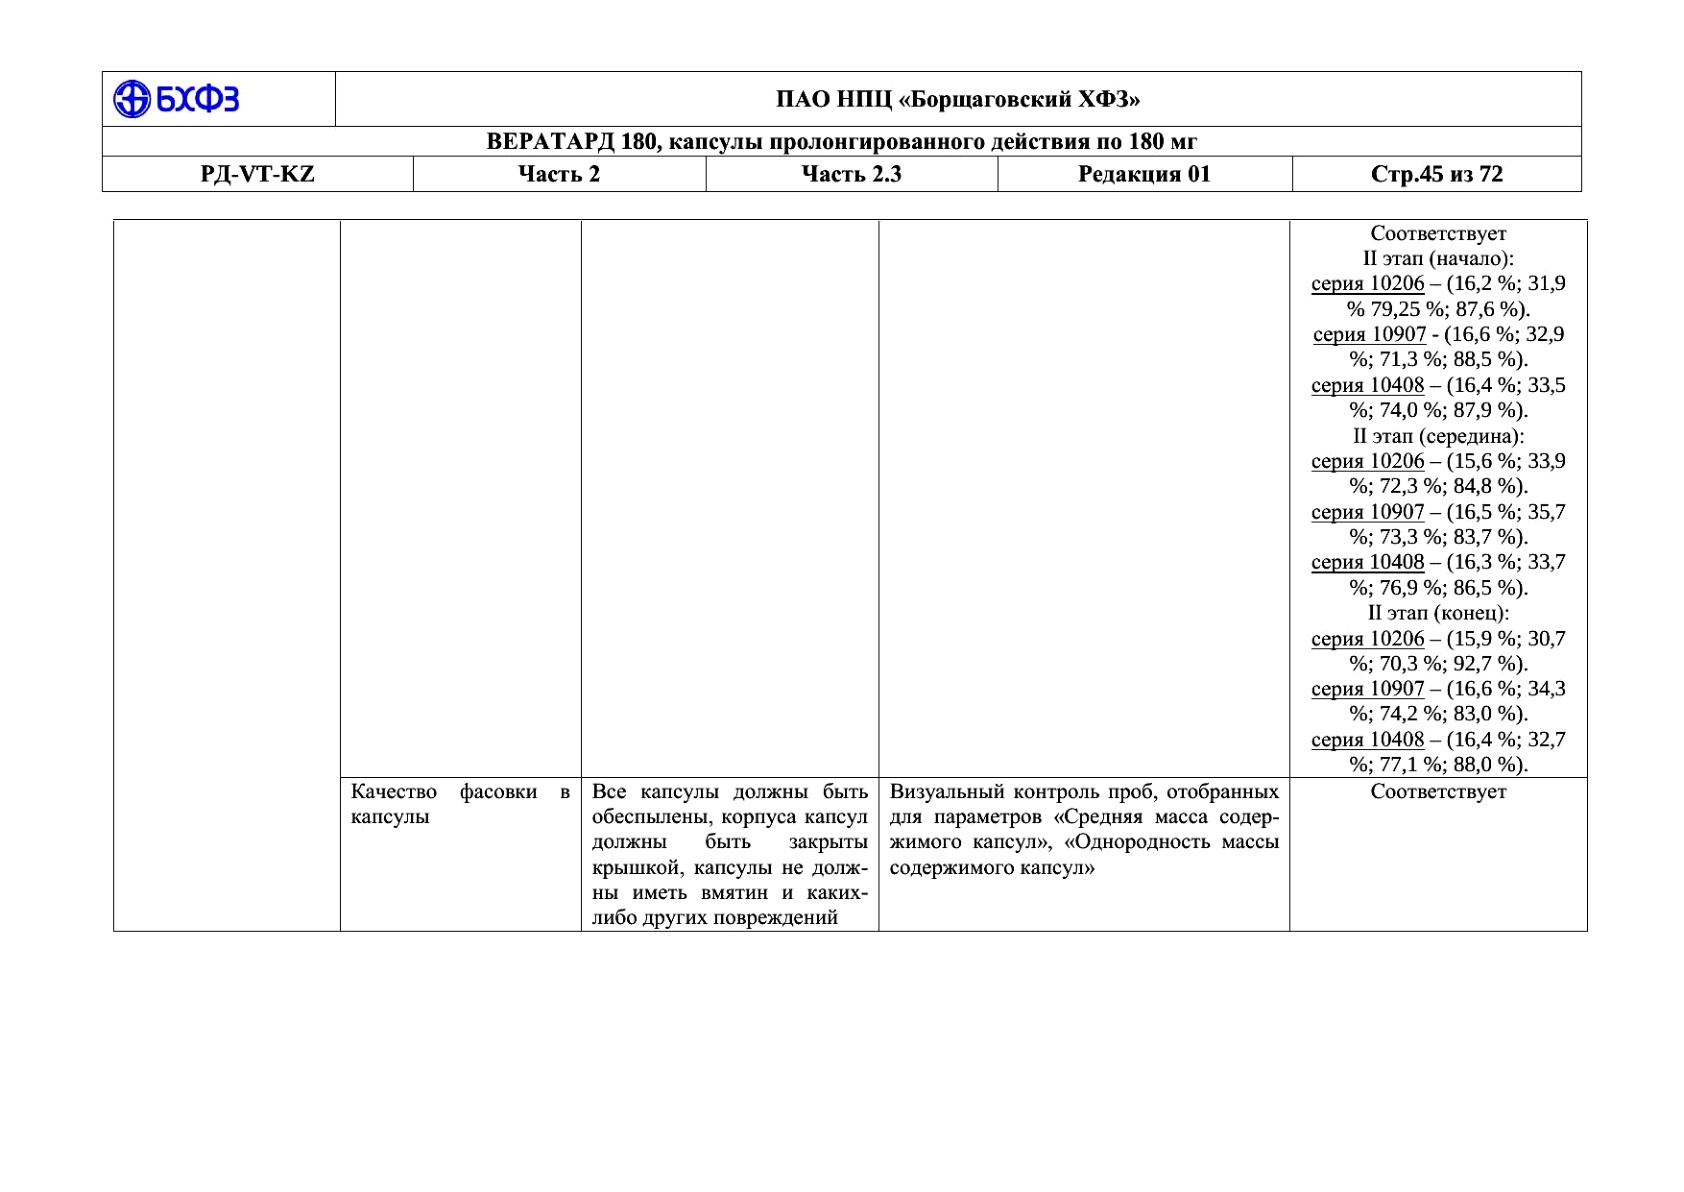 БХФЗ
ПАО НПЦ «Борщаговский ХФЗ»
ВЕРАТАРД 180, капсулы пролонгированного действия по 180 мг
РД-VT-KZ Часть 2 Часть 2.3 Редакция 01 Стр.45 из 72
Соответствует
II этап (начало):
серия 10206 – (16,2 %; 31,9
% 79,25 %; 87,6 %).
серия 10907 - (16,6 %; 32,9
%; 71,3 %; 88,5 %).
серия 10408 – (16,4 %; 33,5
%; 74,0 %; 87,9 %).
II этап (середина):
серия 10206 – (15,6 %; 33,9
%; 72,3 %; 84,8 %).
серия 10907 – (16,5 %; 35,7
%; 73,3 %; 83,7 %).
серия 10408 – (16,3 %; 33,7
%; 76,9 %; 86,5 %).
II этап (конец):
серия 10206 – (15,9 %; 30,7
%; 70,3 %; 92,7 %).
серия 10907 – (16,6 %; 34,3
%; 74,2 %; 83,0 %).
серия 10408 – (16,4 %; 32,7
%; 77,1 %; 88,0 %).
Качество фасовки в
капсулы
Все капсулы должны быть
обеспылены, корпуса капсул
должны быть закрыты
крышкой, капсулы не долж-
ны иметь вмятин и каких-
либо других повреждений
Визуальный контроль проб, отобранных
для параметров «Средняя масса содер-
жимого капсул», «Однородность массы
содержимого капсул»
Соответствует